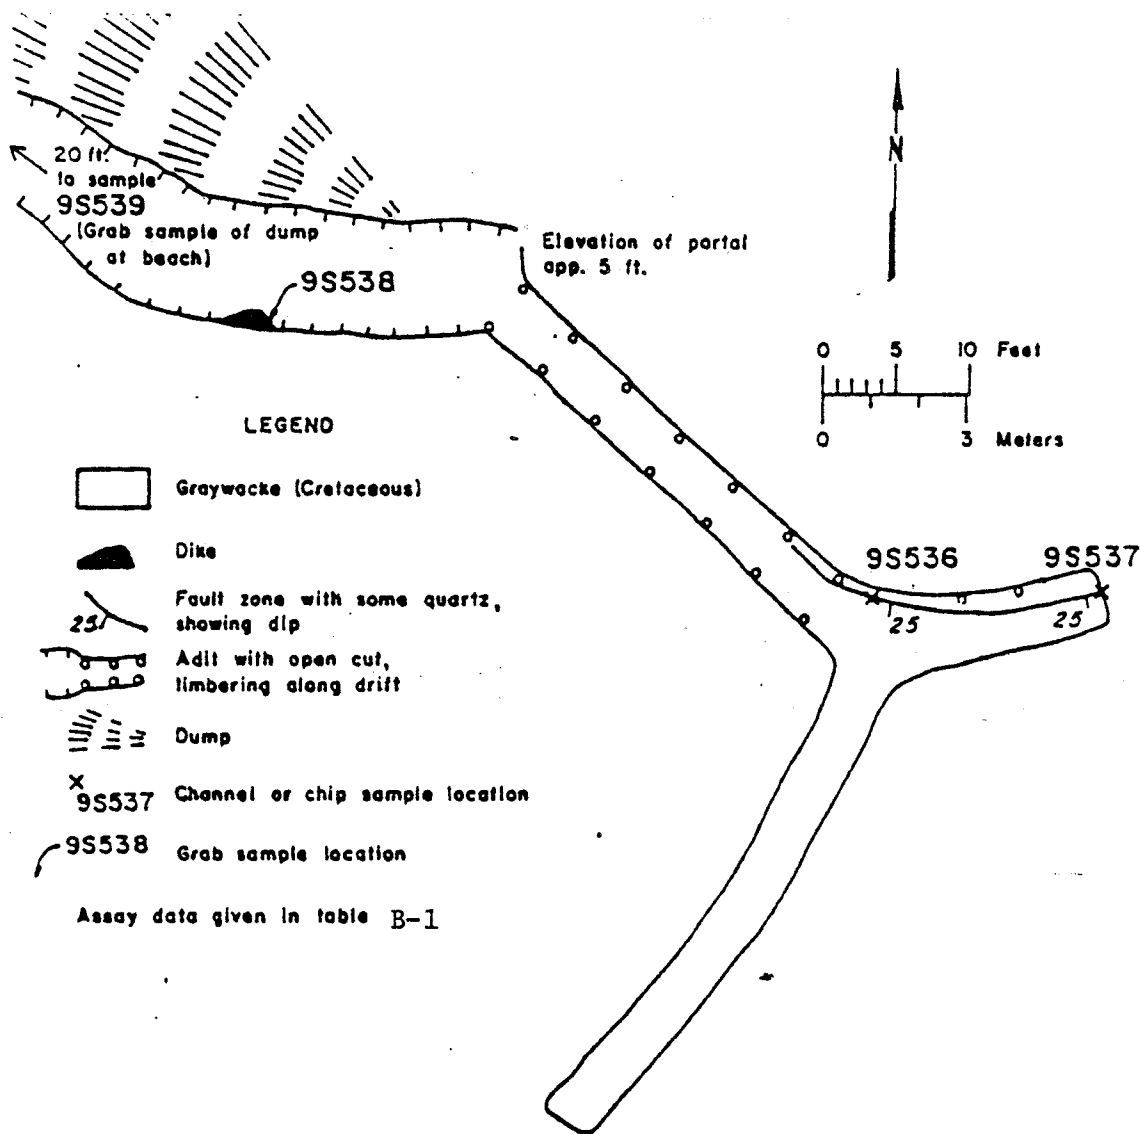 20 ft.
to sample
9S539
(Grab sample of dump
at beach)
9S538
Elevation of portal
app. 5 ft.
N
0 5 10 Feet
0 3 Meters
9S536
9S537
25
25
LEGEND
Graywacke (Cretaceous)
Dike
25
Fault zone with some quartz,
showing dip
Adit with open cut,
timbering along drift
Dump
9S537
Channel or chip sample location
9S538
Grab sample location
Assay data given in table B-1